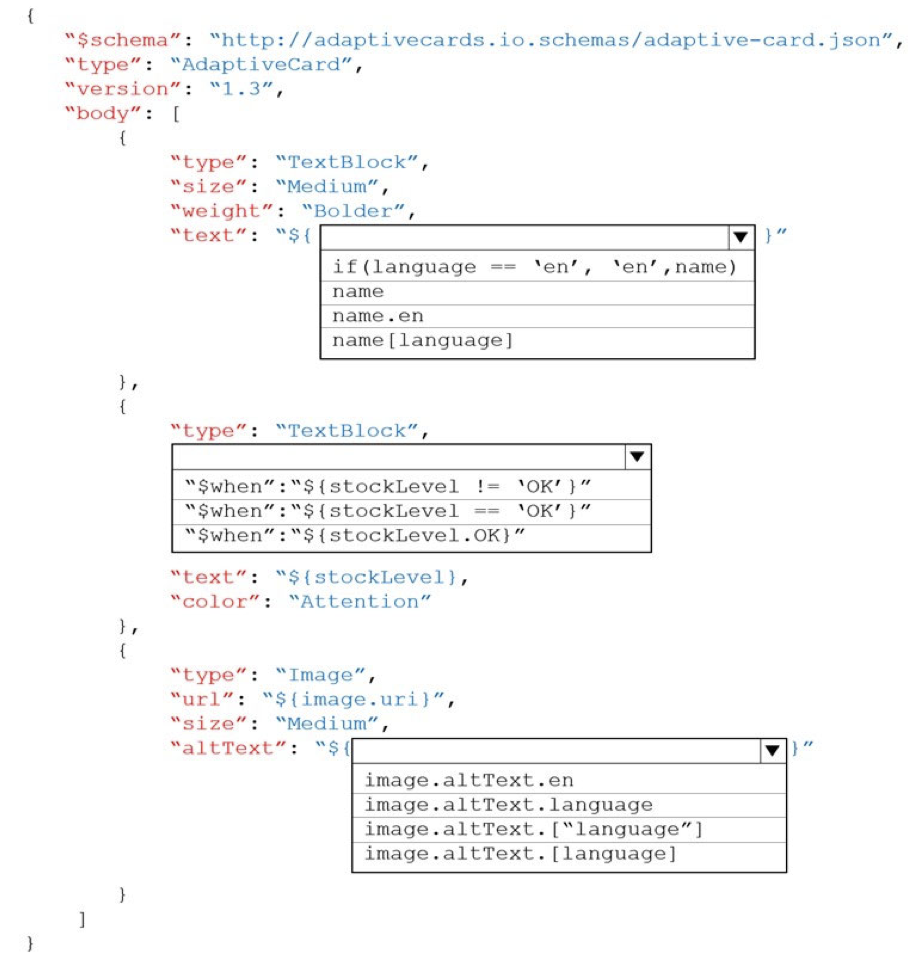 {
“$schema”: “http://adaptivecards.io.schemas/adaptive-card.json”,
“type”: “AdaptiveCard”,
“version”: “1.3”,
“body”: [
{
“type”: “TextBlock”,
“size”: “Medium”,
“weight”: “Bolder”,
“text”: “${ }”
if(language == ‘en’, ‘en’,name)
name
name.en
name[language]
},
{
“type”: “TextBlock”,
“$when”:“${stockLevel != ‘OK’}”
“$when”:“${stockLevel == ‘OK’}”
“$when”:“${stockLevel.OK}”
“text”: “${stockLevel},
“color”: “Attention”
},
{
“type”: “Image”,
“url”: “${image.uri}”,
“size”: “Medium”,
“altText”: “${ }”
image.altText.en
image.altText.language
image.altText.[“language”]
image.altText.[language]
}
]
}